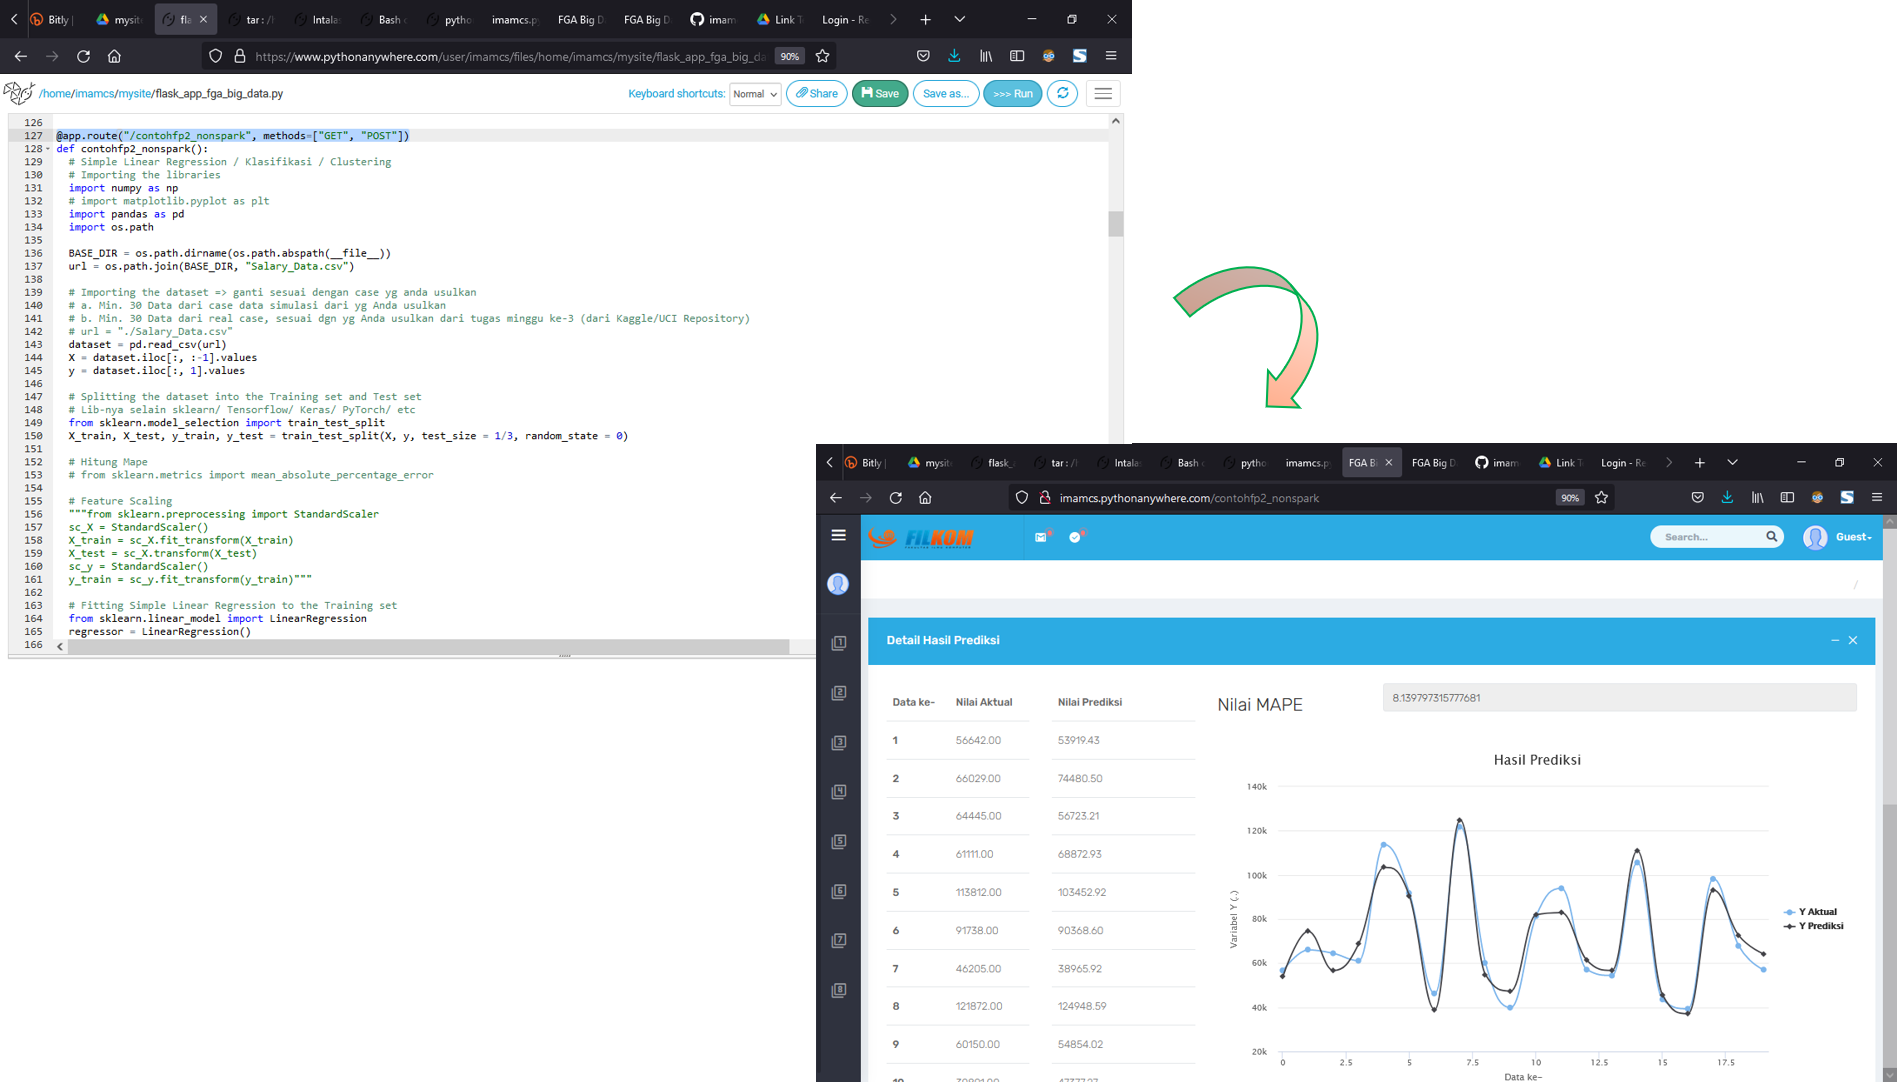 Bitly |
mysit
fla
tar : /h
Intala
Bash c
pytho
imamcs.py
FGA Big D
FGA Big D
imam
Link T
Login - Re
https://www.pythonanywhere.com/user/imamcs/files/home/imamcs/mysite/flask_app_fga_big_da
90%
/home/imamcs/mysite/flask_app_fga_big_data.py
Keyboard shortcuts:
Normal
Share
Save
Save as...
>>> Run
126
127 @app.route("/contohfp2_nonspark", methods=["GET", "POST"])
128 def contohfp2_nonspark():
129 # Simple Linear Regression / Klasifikasi / Clustering
130 # Importing the libraries
131 import numpy as np
132 # import matplotlib.pyplot as plt
133 import pandas as pd
134 import os.path
135
136 BASE_DIR = os.path.dirname(os.path.abspath(__file__))
137 url = os.path.join(BASE_DIR, "Salary_Data.csv")
138
139 # Importing the dataset => ganti sesuai dengan case yg anda usulkan
140 # a. Min. 30 Data dari case data simulasi dari yg Anda usulkan
141 # b. Min. 30 Data dari real case, sesuai dgn yg Anda usulkan dari tugas minggu ke-3 (dari Kaggle/UCI Repository)
142 # url = "./Salary_Data.csv"
143 dataset = pd.read_csv(url)
144 X = dataset.iloc[:, :-1].values
145 y = dataset.iloc[:, 1].values
146
147 # Splitting the dataset into the Training set and Test set
148 # Lib-nya selain sklearn/ Tensorflow/ Keras/ PyTorch/ etc
149 from sklearn.model_selection import train_test_split
150 X_train, X_test, y_train, y_test = train_test_split(X, y, test_size = 1/3, random_state = 0)
151
152 # Hitung Mape
153 # from sklearn.metrics import mean_absolute_percentage_error
154
155 # Feature Scaling
156 """from sklearn.preprocessing import StandardScaler
157 sc_X = StandardScaler()
158 X_train = sc_X.fit_transform(X_train)
159 X_test = sc_X.transform(X_test)
160 sc_y = StandardScaler()
161 y_train = sc_y.fit_transform(y_train)"""
162
163 # Fitting Simple Linear Regression to the Training set
164 from sklearn.linear_model import LinearRegression
165 regressor = LinearRegression()
166
Bitly |
mysite
flask_
tar : /h
Intala
Bash c
pytho
imamcs.py
FGA Bi
FGA Big D
imam
Link T
Login - Re
imamcs.pythonanywhere.com/contohfp2_nonspark
90%
FILKOM
Search...
Guest
/
1
2
3
4
5
6
7
8
Detail Hasil Prediksi
Data ke- Nilai Aktual Nilai Prediksi
1 56642.00 53919.43
2 66029.00 74480.50
3 64445.00 56723.21
4 61111.00 68872.93
5 113812.00 103452.92
6 91738.00 90368.60
7 46205.00 38965.92
8 121872.00 124948.59
9 60150.00 54854.02
Nilai MAPE
8.139797315777681
Hasil Prediksi
140k
120k
100k
80k
60k
40k
20k
Variabel Y (.)
0 2.5 5 7.5 10 12.5 15 17.5
Data ke-
Y Aktual
Y Prediksi